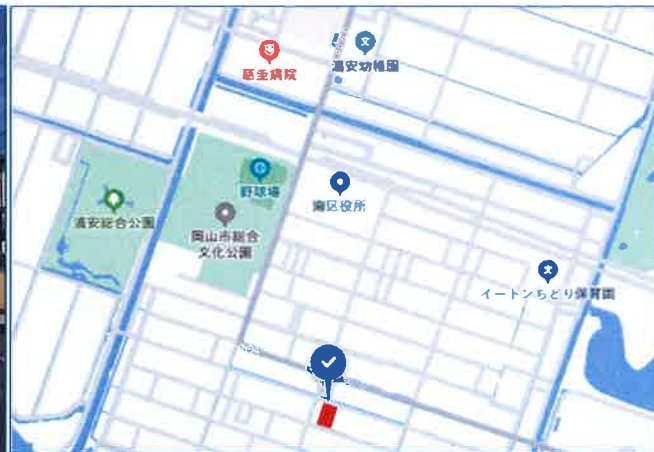 浦安幼稚園
病院
野球場
南区役所
浦安総合公園
岡山市総合
文化公園
イートンちどり保育園